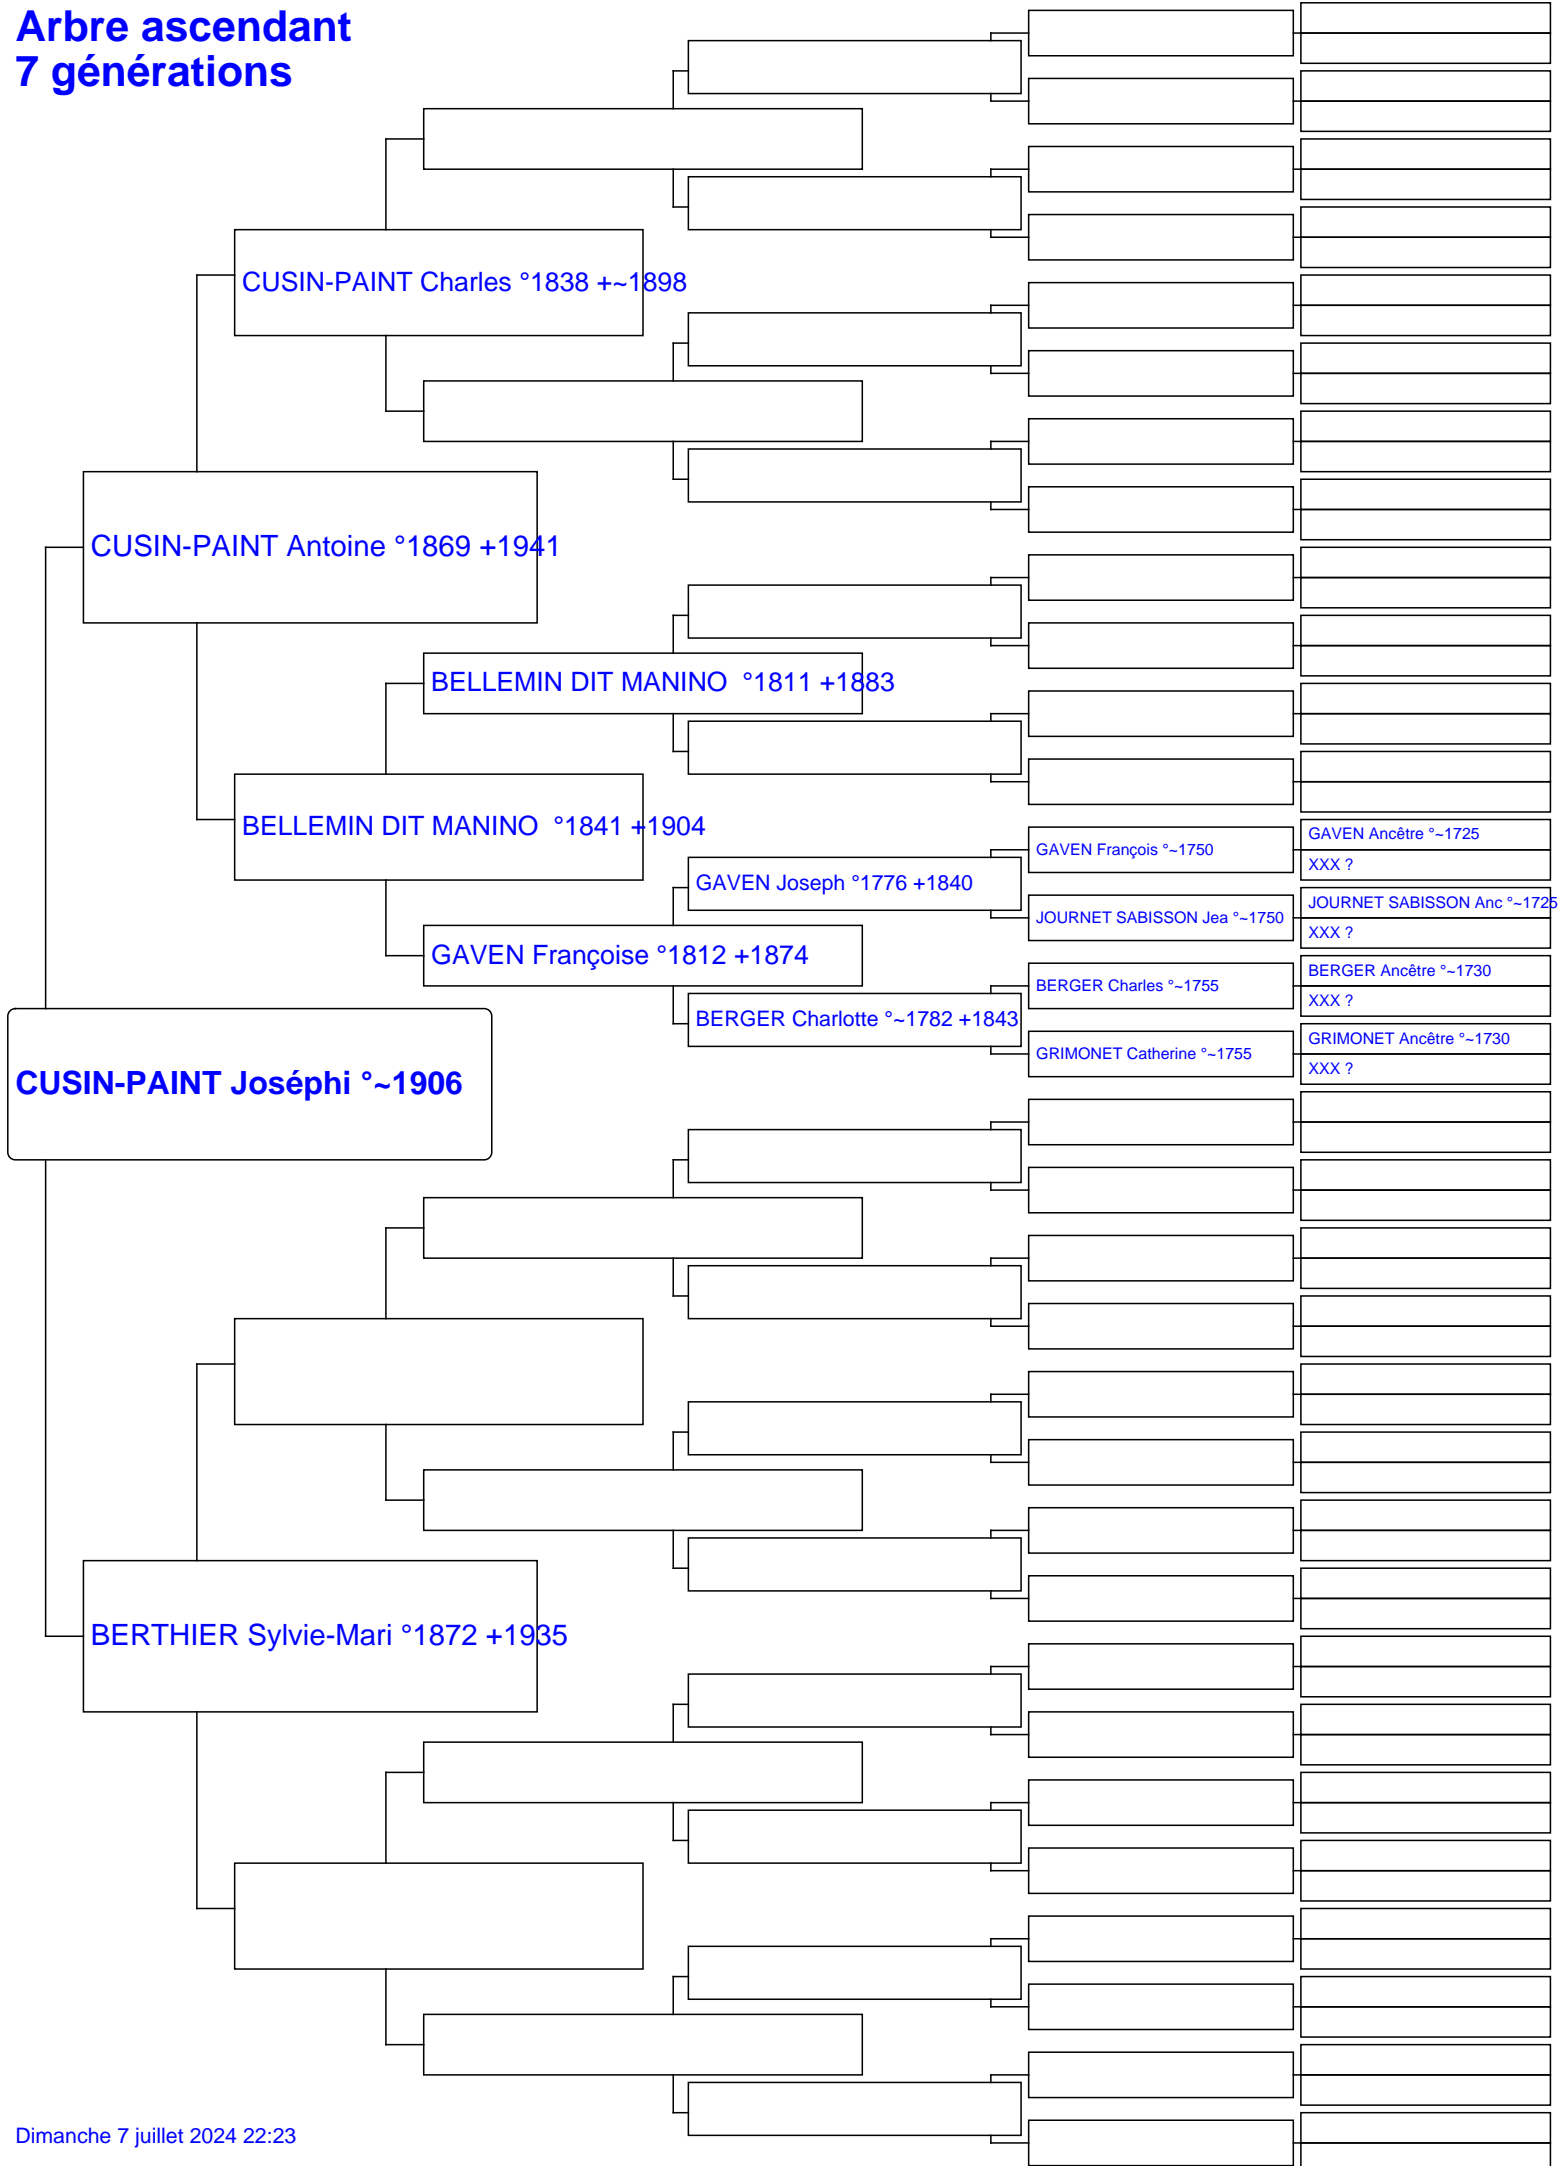 Arbre ascendant
7 générations
CUSIN-PAINT Charles °1838 +~1898
CUSIN-PAINT Antoine °1869 +1941
BELLEMIN DIT MANINO  °1811 +1883
BELLEMIN DIT MANINO  °1841 +1904
GAVEN François °~1750
GAVEN Ancêtre °~1725
XXX ?
GAVEN Joseph °1776 +1840
JOURNET SABISSON Jea °~1750
JOURNET SABISSON Anc °~1725
XXX ?
GAVEN Françoise °1812 +1874
BERGER Charles °~1755
BERGER Ancêtre °~1730
XXX ?
BERGER Charlotte °~1782 +1843
GRIMONET Catherine °~1755
GRIMONET Ancêtre °~1730
XXX ?
CUSIN-PAINT Joséphi °~1906
BERTHIER Sylvie-Mari °1872 +1935
Dimanche 7 juillet 2024 22:23